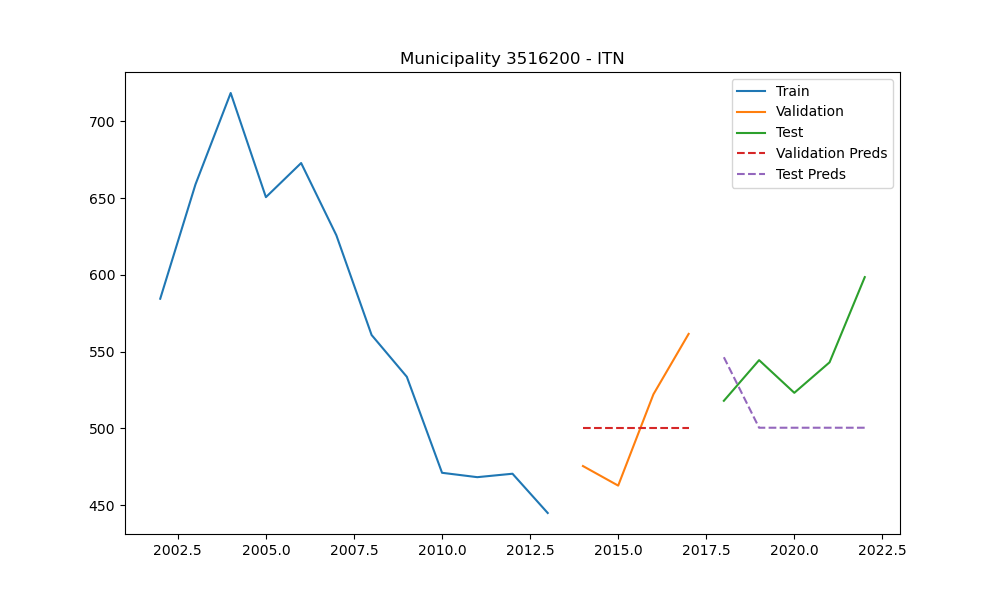 Municipality 3516200 - ITN
Train
Validation
Test
Validation Preds
Test Preds
700
650
600
550
500
450
2002.5 2005.0 2007.5 2010.0 2012.5 2015.0 2017.5 2020.0 2022.5